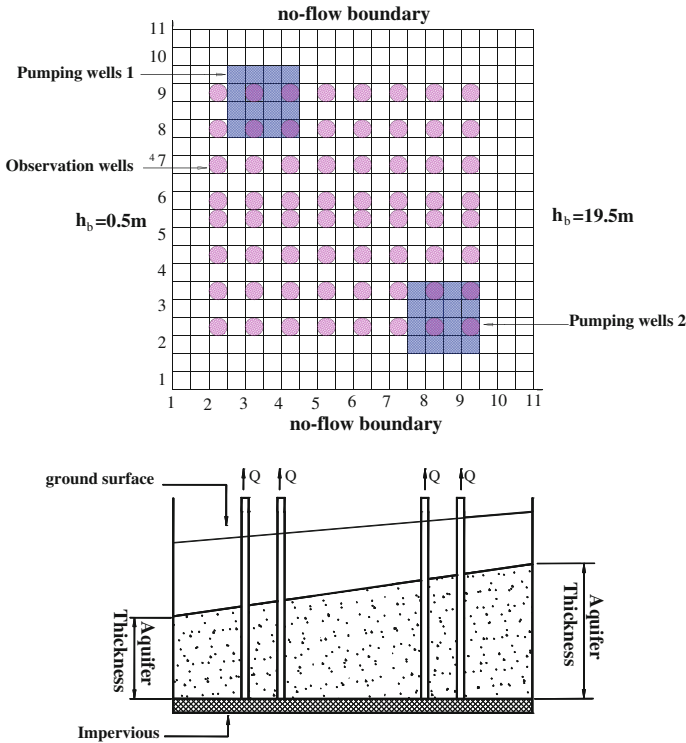 no-flow boundary
11
10
Pumping wells 1
9
8
Observation wells
4 7
6
h_b=0.5m
h_b=19.5m
5
4
3
Pumping wells 2
2
1
1 2 3 4 5 6 7 8 9 10 11
no-flow boundary
Q Q Q Q
ground surface
Aquifer
Thickness
Aquifer
Thickness
Impervious